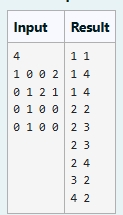 Input Result
4 1 1
1 0 0 2 1 4
0 1 2 1 1 4
0 1 0 0 2 2
0 1 0 0 2 3
2 3
2 4
3 2
4 2